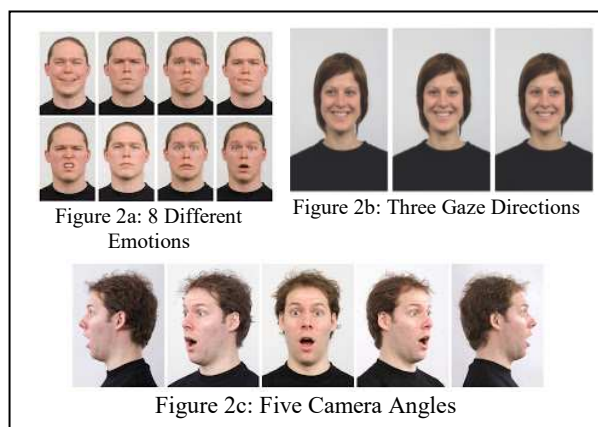 Figure 2a: 8 Different
Emotions
Figure 2b: Three Gaze Directions
Figure 2c: Five Camera Angles